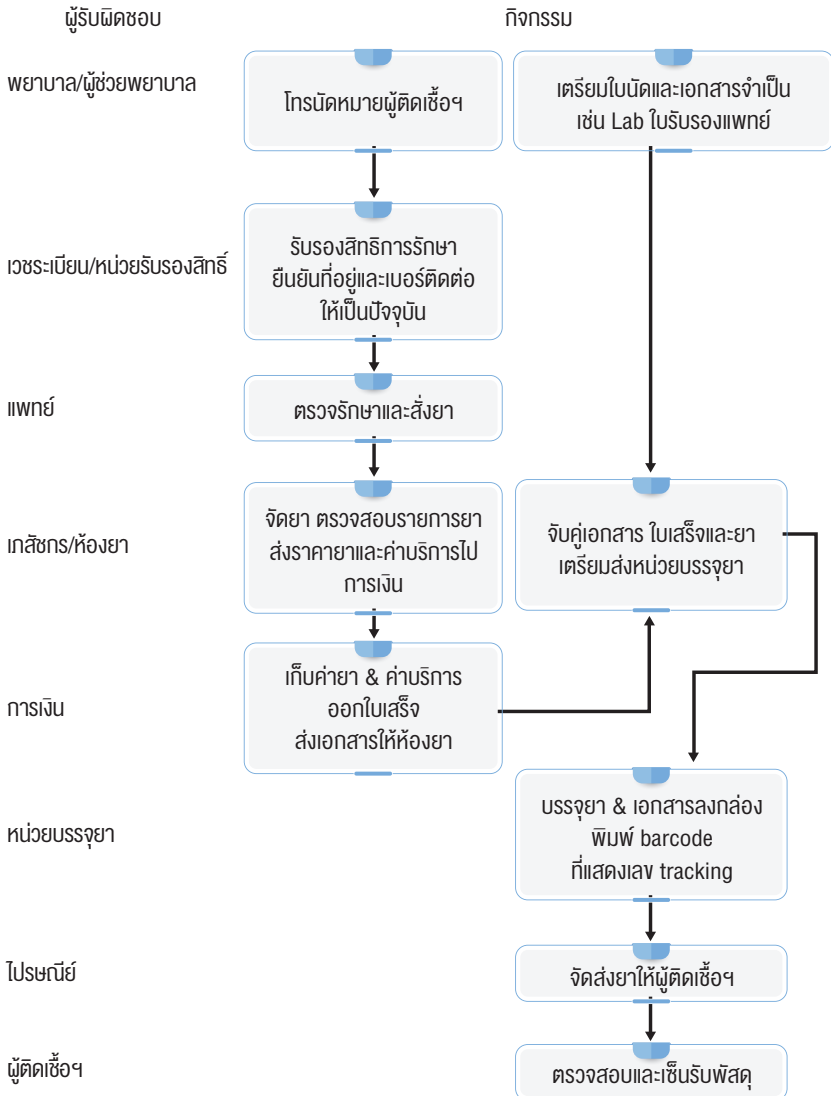 ผู้รับผิดชอบ
กิจกรรม
พยาบาล/ผู้ช่วยพยาบาล
โทรนัดหมายผู้ติดเชื้อฯ
เตรียมใบนัดและเอกสารจำเป็น
เช่น Lab ใบรับรองแพทย์
เวชระเบียน/หน่วยรับรองสิทธิ์
รับรองสิทธิการรักษา
ยืนยันที่อยู่และเบอร์ติดต่อ
ให้เป็นปัจจุบัน
แพทย์
ตรวจรักษาและสั่งยา
เภสัชกร/ห้องยา
จัดยา ตรวจสอบรายการยา
ส่งราคายาและค่าบริการไป
การเงิน
จับคู่เอกสาร ใบเสร็จและยา
เตรียมส่งหน่วยบรรจุยา
การเงิน
เก็บค่ายา & ค่าบริการ
ออกใบเสร็จ
ส่งเอกสารให้ห้องยา
หน่วยบรรจุยา
บรรจุยา & เอกสารลงกล่อง
พิมพ์ barcode
ที่แสดงเลข tracking
ไปรษณีย์
จัดส่งยาให้ผู้ติดเชื้อฯ
ผู้ติดเชื้อฯ
ตรวจสอบและเซ็นรับพัสดุ